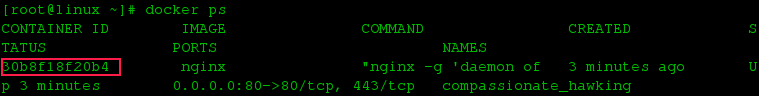 [root@linux ~]# docker ps
CONTAINER ID IMAGE COMMAND CREATED S
TATUS PORTS NAMES
30b8f18f20b4 nginx "nginx -g 'daemon of 3 minutes ago U
p 3 minutes 0.0.0.0:80->80/tcp, 443/tcp compassionate_hawking